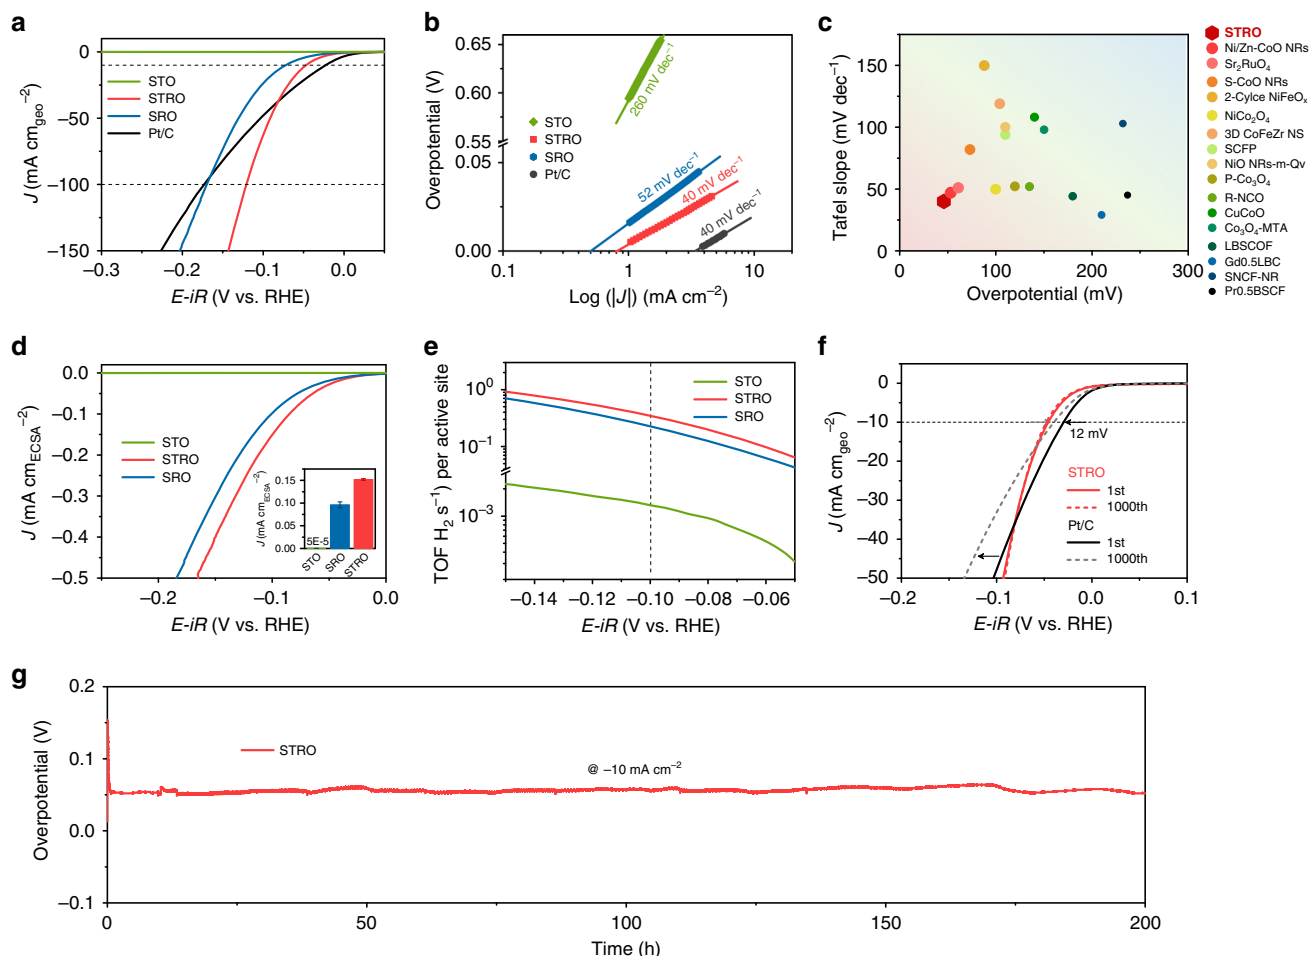 a
0
−50
−100
−150
J (mA cm_geo^−2)
STO
STRO
SRO
Pt/C
−0.3
−0.2
−0.1
0.0
E-iR (V vs. RHE)
b
0.65
0.60
0.55
0.05
0.00
Overpotential (V)
260 mV dec−1
STO
STRO
SRO
Pt/C
52 mV dec−1
40 mV dec−1
40 mV dec−1
0.1
1
10
Log (|J|) (mA cm−2)
c
150
100
50
0
Tafel slope (mV dec−1)
0
100
200
300
Overpotential (mV)
STRO
Ni/Zn-CoO NRs
Sr2RuO4
S-CoO NRs
2-Cylce NiFeOx
NiCo2O4
3D CoFeZr NS
SCFP
NiO NRs-m-Qv
P-Co3O4
R-NCO
CuCoO
Co3O4-MTA
LBSCOF
Gd0.5LBC
SNCF-NR
Pr0.5BSCF
d
0.0
−0.1
−0.2
−0.3
−0.4
−0.5
J (mA cm_ECSA^−2)
STO
STRO
SRO
0.15
0.10
0.05
0.00
J (mA cm_ECSA^−2)
5E-5
STO
SRO
STRO
−0.2
−0.1
0.0
E-iR (V vs. RHE)
e
10^0
10^−1
10^−3
TOF H2 s−1) per active site
STO
STRO
SRO
−0.14
−0.12
−0.10
−0.08
−0.06
E-iR (V vs. RHE)
f
0
−10
−20
−30
−40
−50
J (mA cm_geo^−2)
12 mV
STRO
1st
1000th
Pt/C
1st
1000th
−0.2
−0.1
0.0
0.1
E-iR (V vs. RHE)
g
0.2
0.1
0.0
−0.1
Overpotential (V)
STRO
@ −10 mA cm−2
0
50
100
150
200
Time (h)